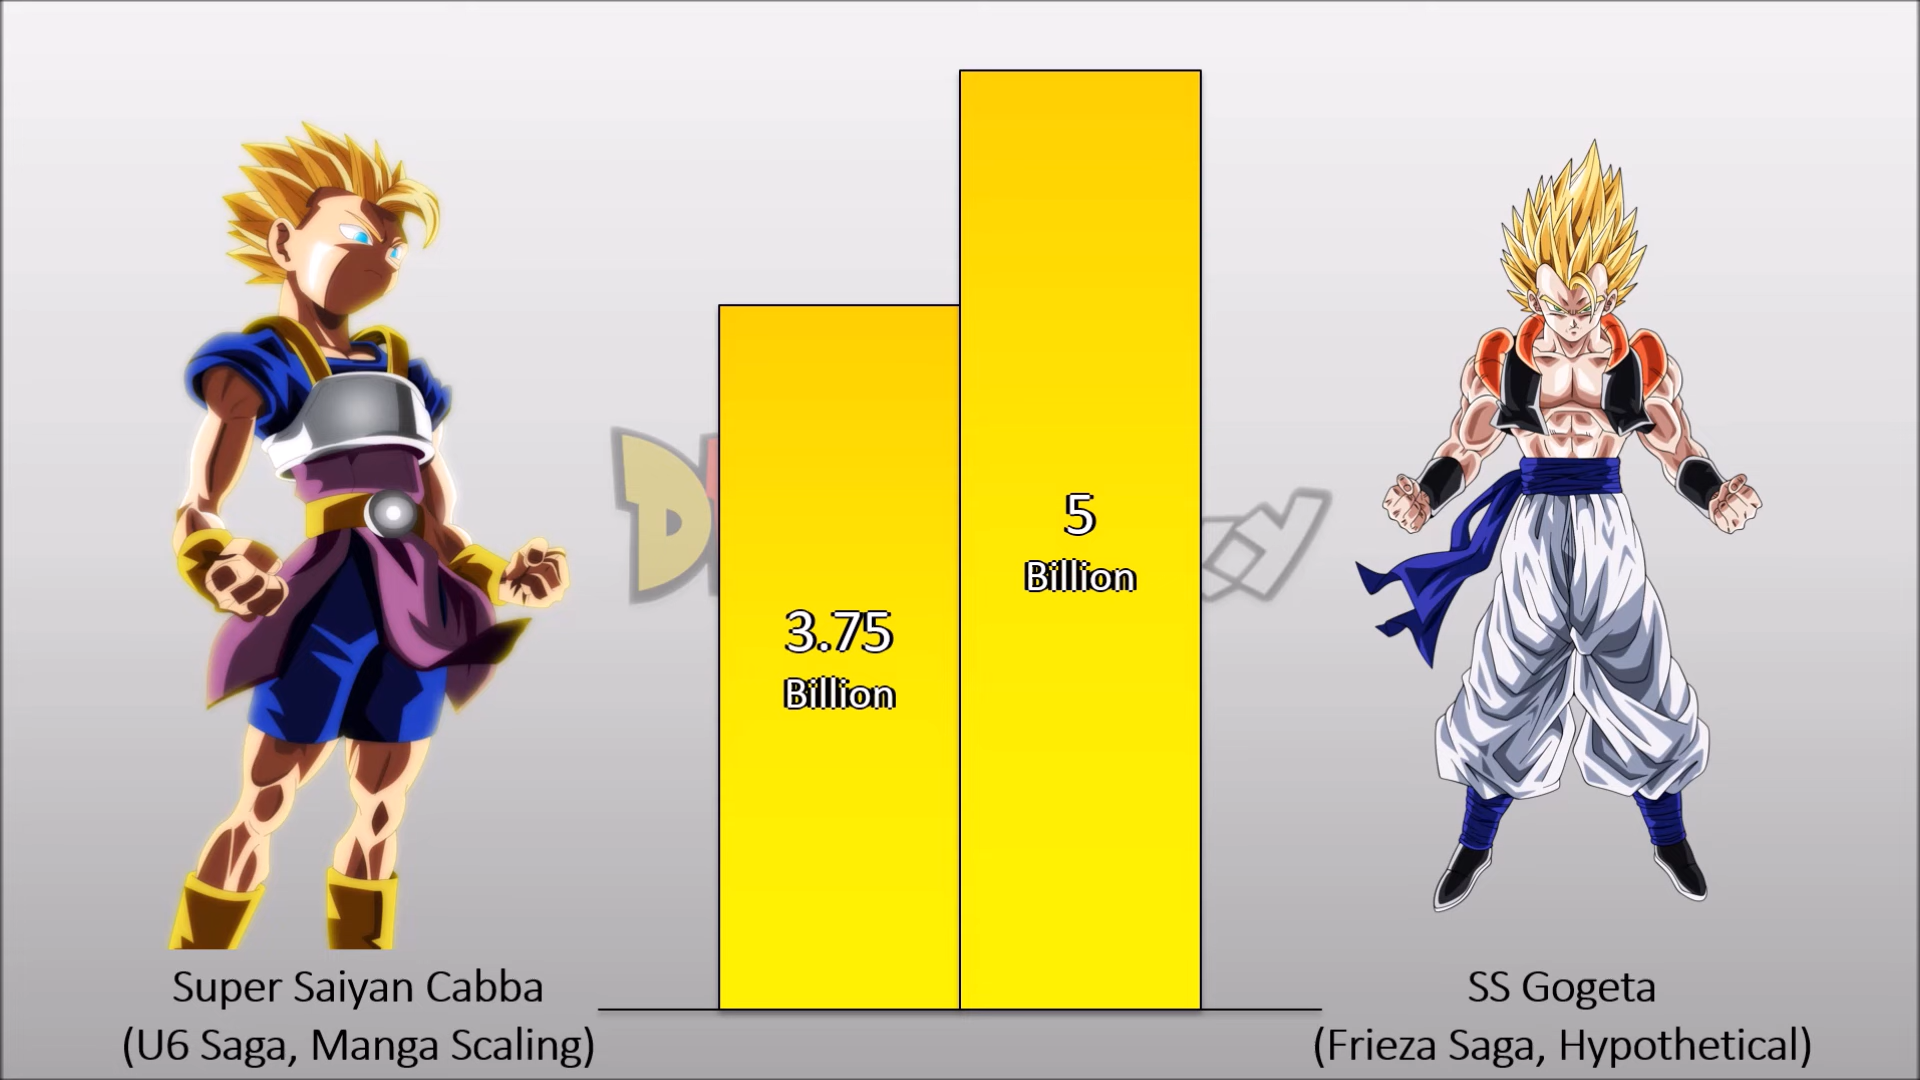 3.75
Billion
5
Billion
Super Saiyan Cabba
(U6 Saga, Manga Scaling)
SS Gogeta
(Frieza Saga, Hypothetical)